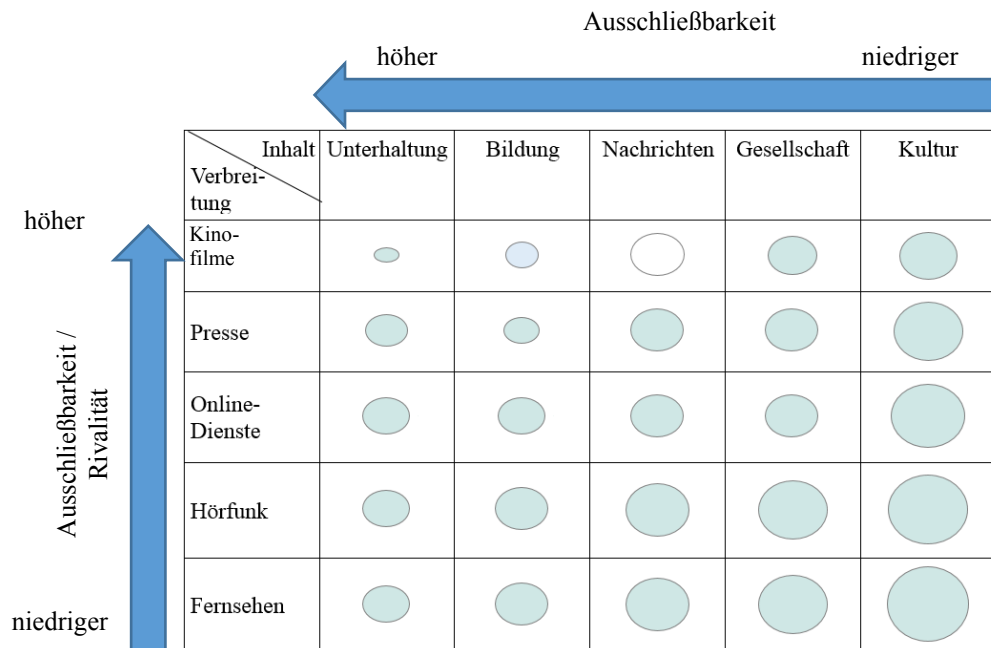 Ausschließbarkeit
höher niedriger
Inhalt Unterhaltung Bildung Nachrichten Gesellschaft Kultur
Verbrei-
tung
höher
Kino-
filme
Presse
Ausschließbarkeit /
Rivalität
Online-
Dienste
Hörfunk
Fernsehen
niedriger